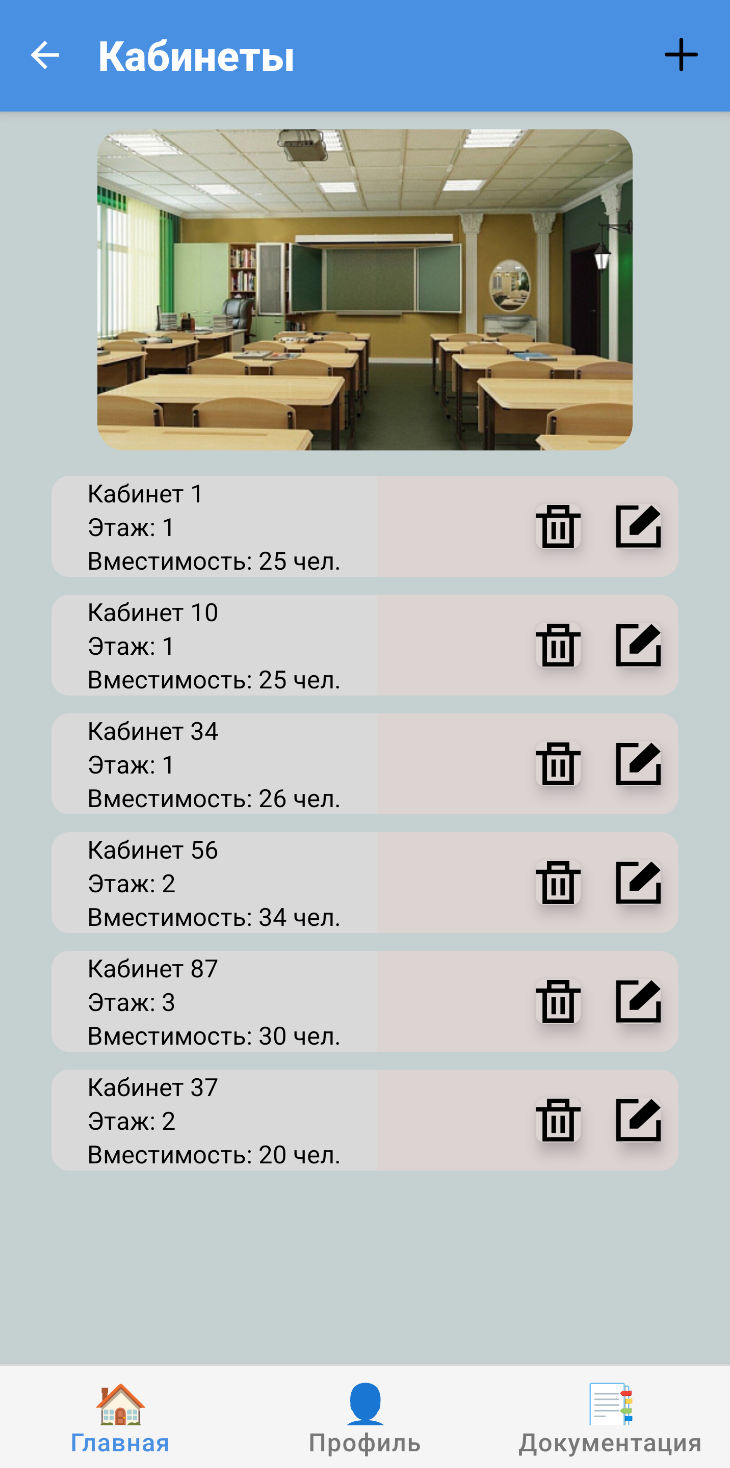 Кабинеты
Кабинет 1
Этаж: 1
Вместимость: 25 чел.
Кабинет 10
Этаж: 1
Вместимость: 25 чел.
Кабинет 34
Этаж: 1
Вместимость: 26 чел.
Кабинет 56
Этаж: 2
Вместимость: 34 чел.
Кабинет 87
Этаж: 3
Вместимость: 30 чел.
Кабинет 37
Этаж: 2
Вместимость: 20 чел.
Главная
Профиль
Документация